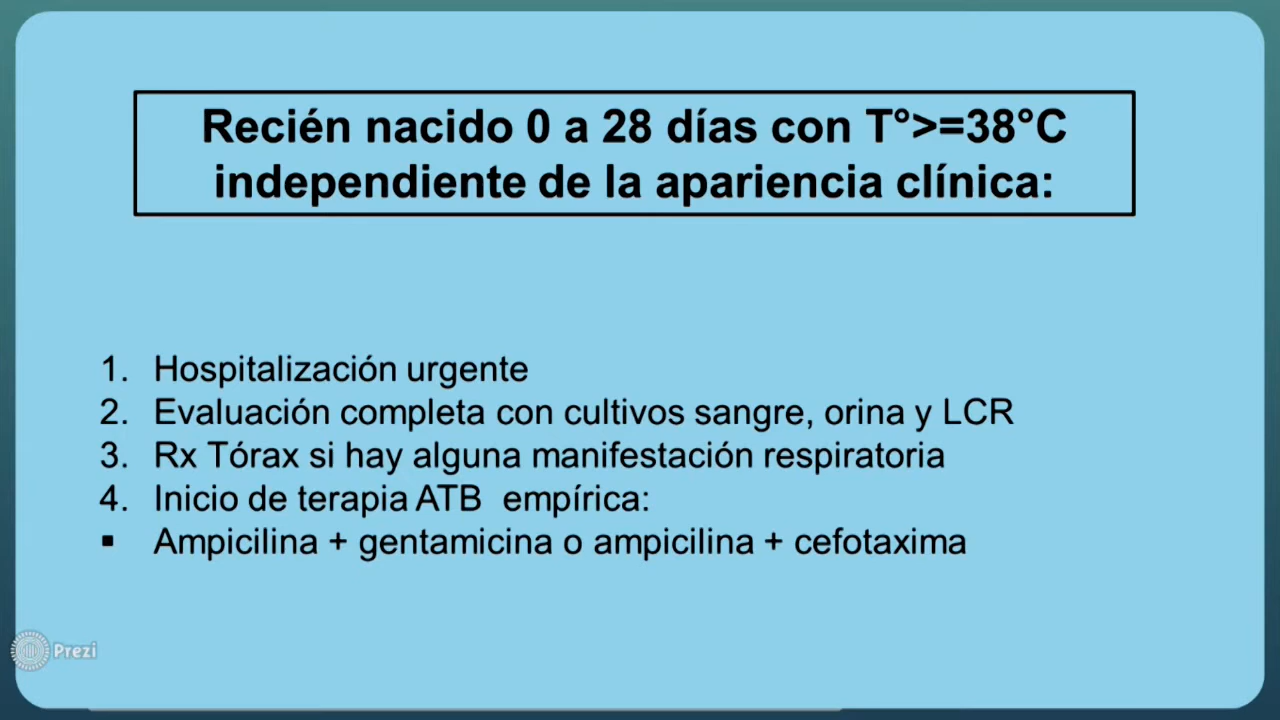 Recién nacido 0 a 28 días con T°>=38°C
independiente de la apariencia clínica:
1. Hospitalización urgente
2. Evaluación completa con cultivos sangre, orina y LCR
3. Rx Tórax si hay alguna manifestación respiratoria
4. Inicio de terapia ATB empírica:
▪ Ampicilina + gentamicina o ampicilina + cefotaxima
Prezi